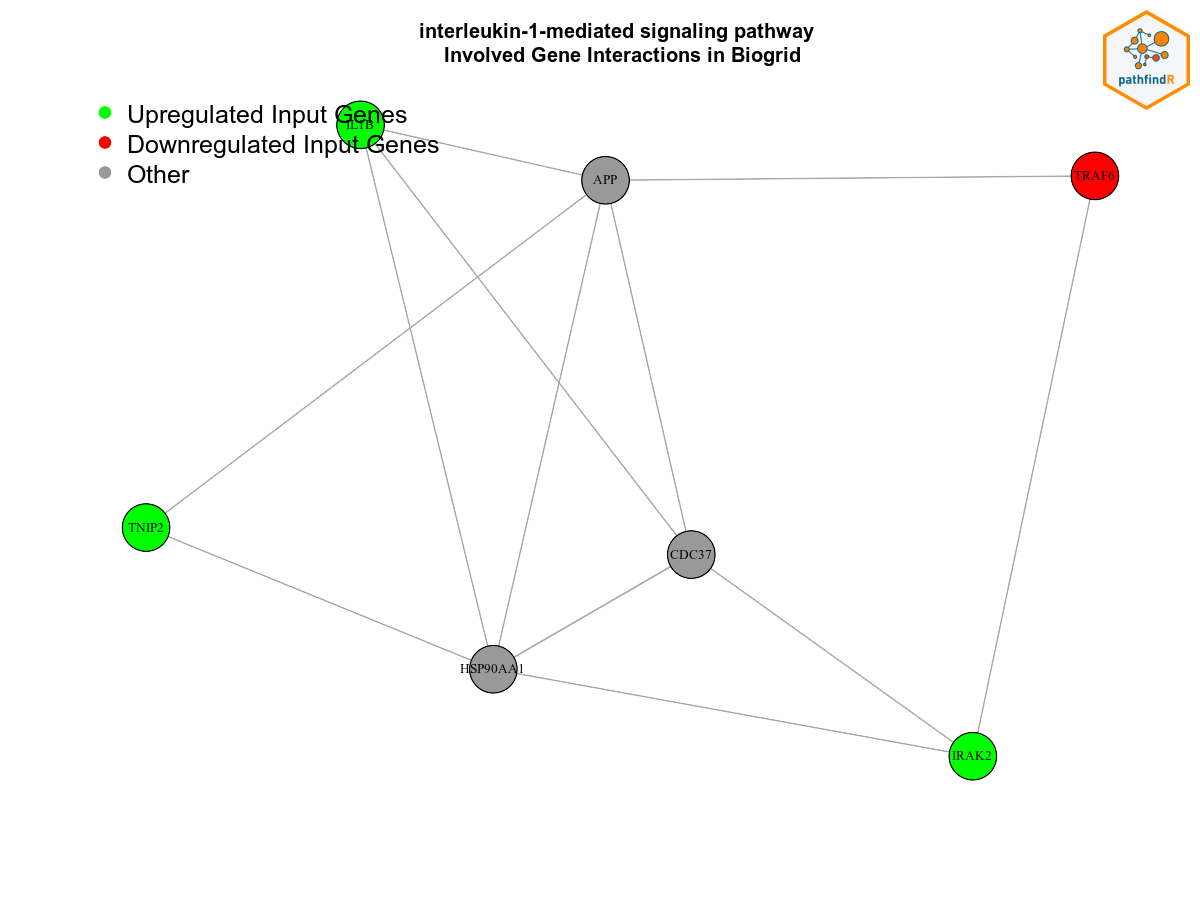 interleukin-1-mediated signaling pathway
Involved Gene Interactions in Biogrid
pathfindR
Upregulated Input Genes
Downregulated Input Genes
Other
IL1B
APP
TRAF6
TNIP2
CDC37
HSP90AA1
IRAK2